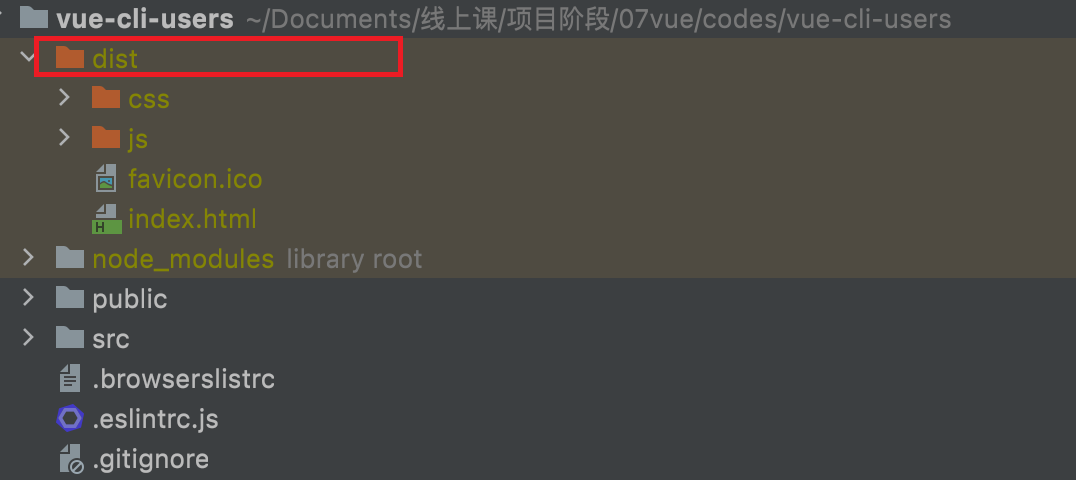 vue-cli-users ~/Documents/线上课/项目阶段/07vue/codes/vue-cli-users
dist
css
js
favicon.ico
index.html
node_modules library root
public
src
.browserslistrc
.eslintrc.js
.gitignore